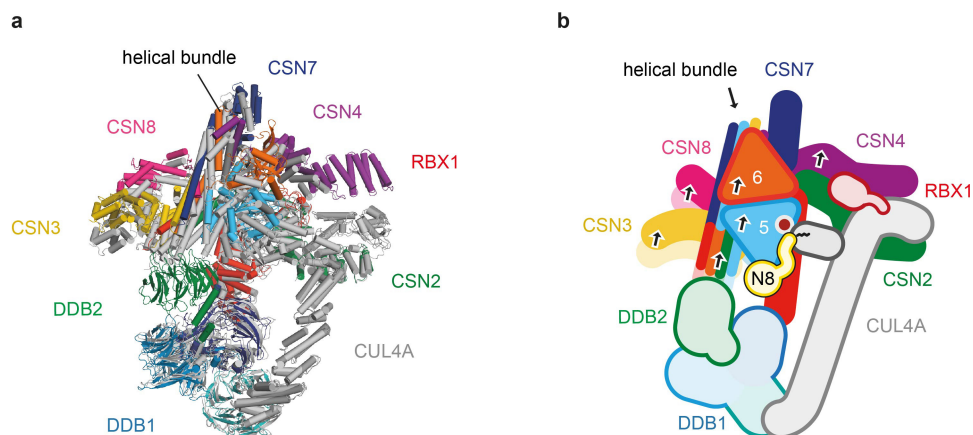 a
helical bundle
CSN7
CSN8
CSN4
RBX1
CSN3
CSN2
DDB2
CUL4A
DDB1
b
helical bundle
CSN7
CSN8
CSN4
6
RBX1
CSN3
5
N8
CSN2
DDB2
CUL4A
DDB1